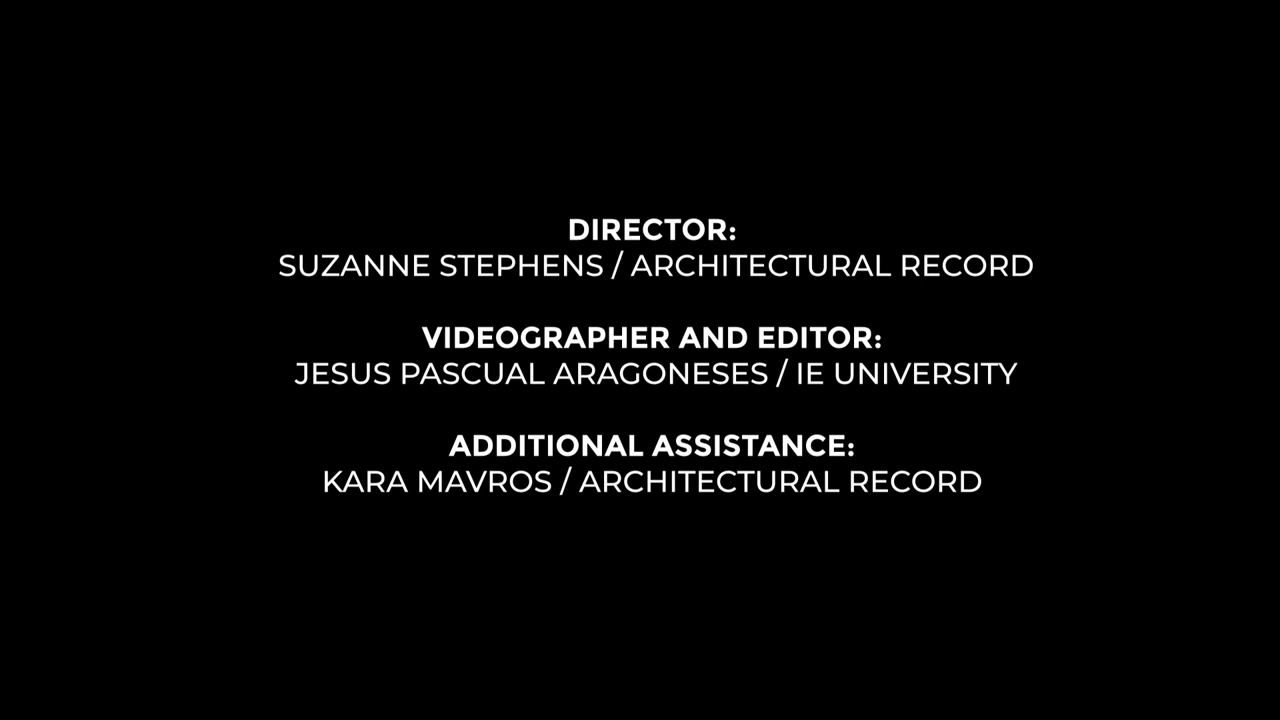 DIRECTOR:
SUZANNE STEPHENS / ARCHITECTURAL RECORD
VIDEOGRAPHER AND EDITOR:
JESUS PASCUAL ARAGONESES / IE UNIVERSITY
ADDITIONAL ASSISTANCE:
KARA MAVROS / ARCHITECTURAL RECORD